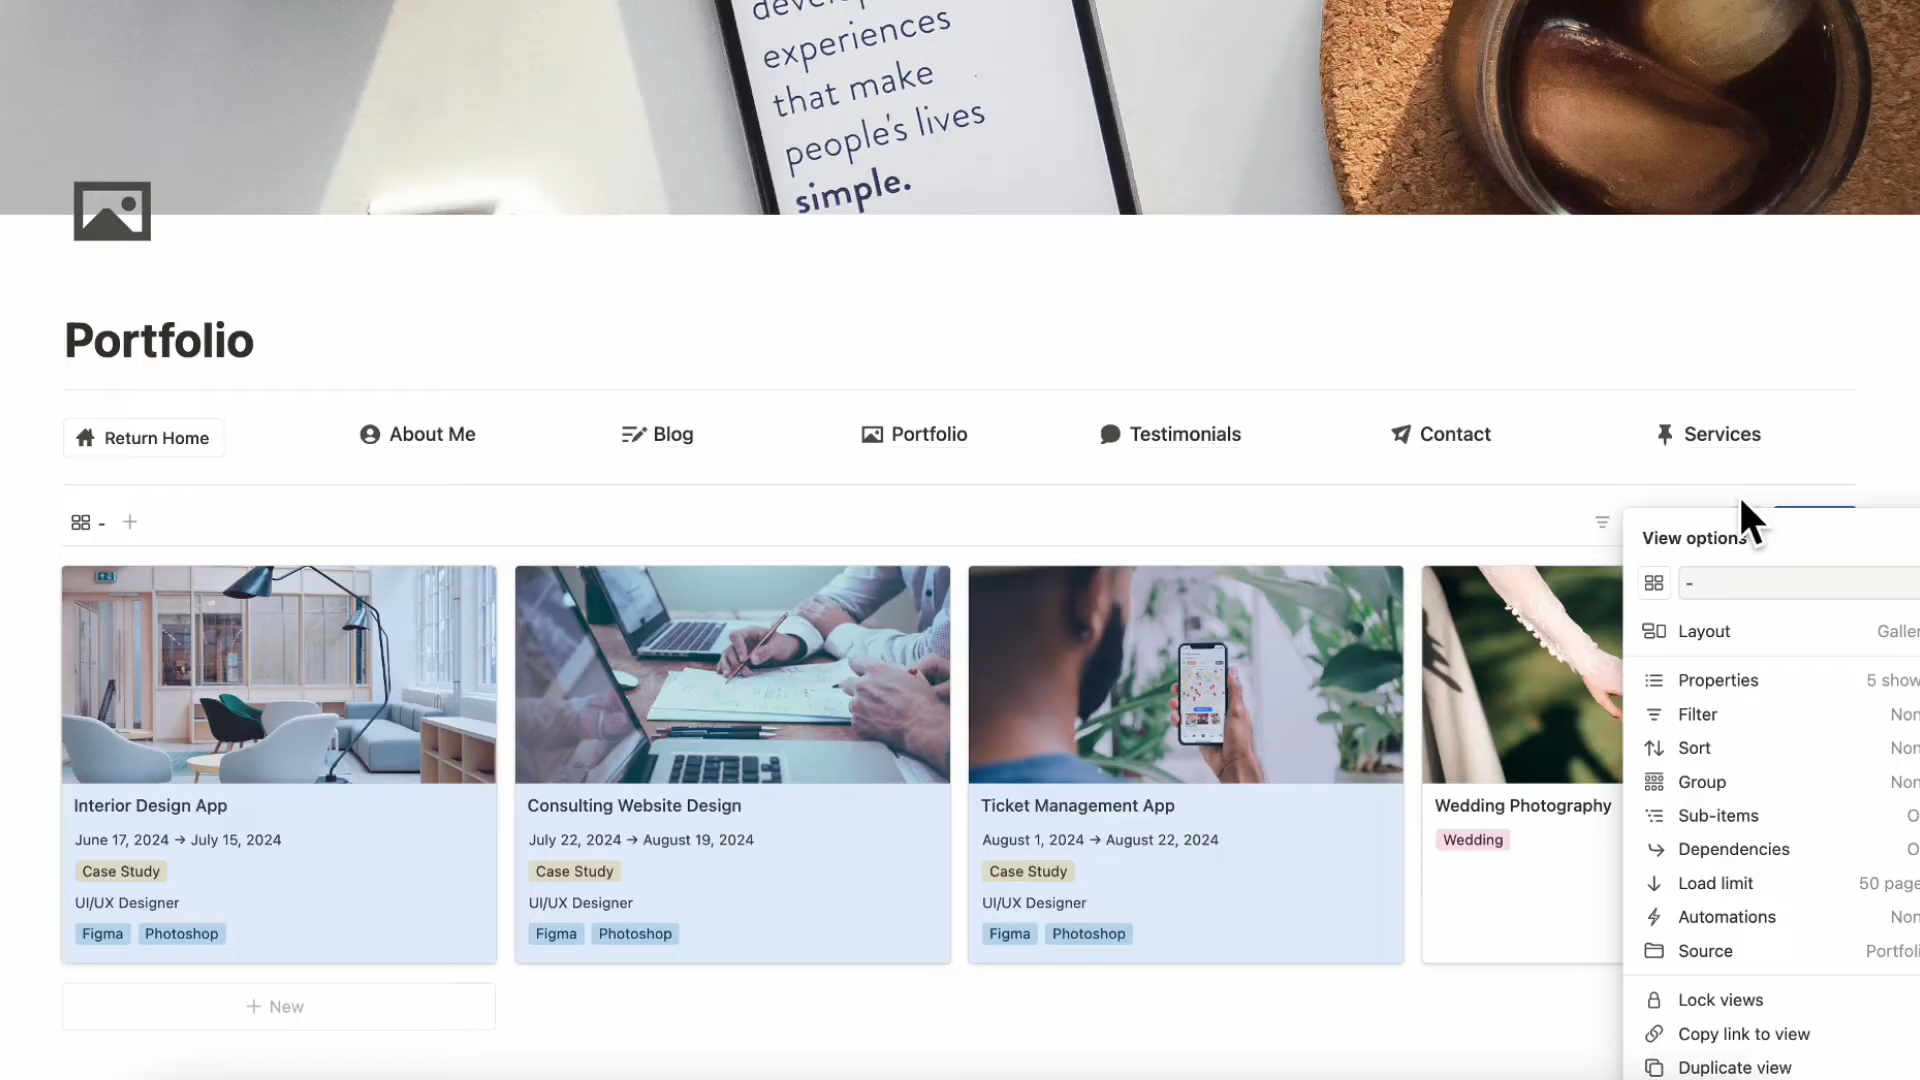 experiences
that make
people's lives
simple.
Portfolio
Return Home
About Me
Blog
Portfolio
Testimonials
Contact
Services
-
View options
-
Layout
Properties
Filter
Sort
Group
Sub-items
Dependencies
Load limit
50
Automations
Source
Lock views
Copy link to view
Duplicate view
Interior Design App
June 17, 2024 → July 15, 2024
Case Study
UI/UX Designer
Figma Photoshop
Consulting Website Design
July 22, 2024 → August 19, 2024
Case Study
UI/UX Designer
Figma Photoshop
Ticket Management App
August 1, 2024 → August 22, 2024
Case Study
UI/UX Designer
Figma Photoshop
Wedding Photography
Wedding
New